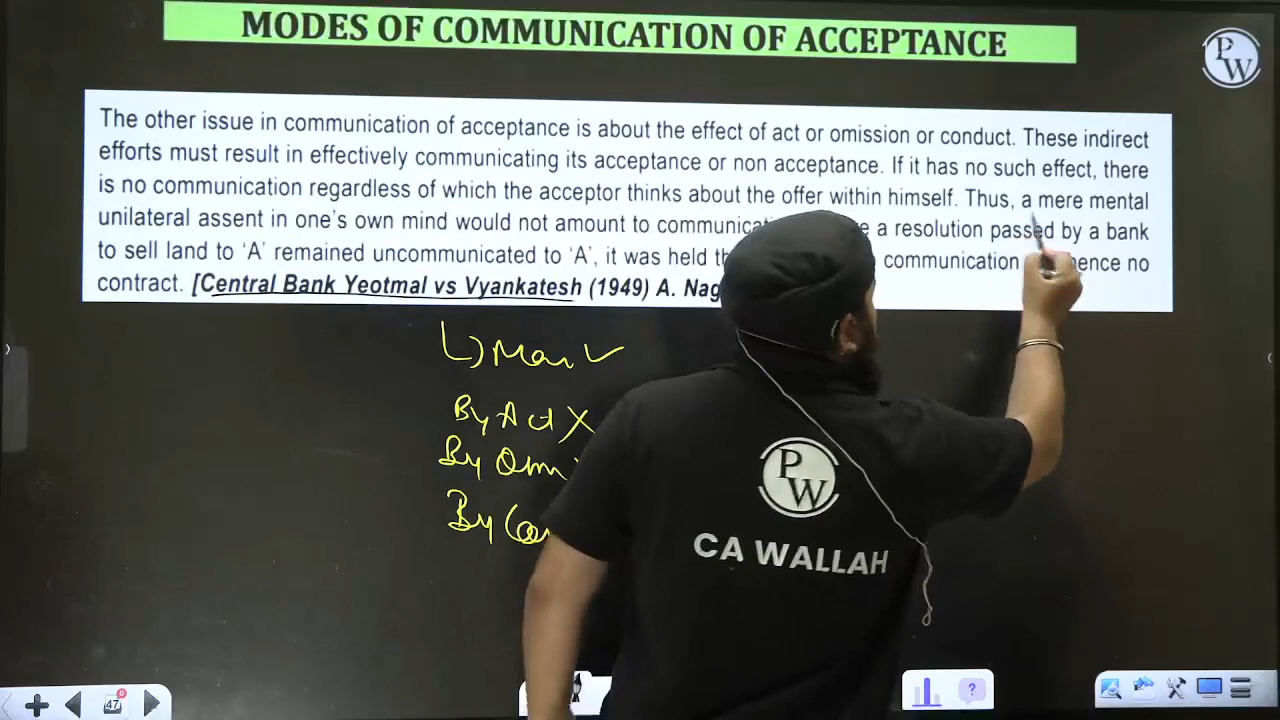 MODES OF COMMUNICATION OF ACCEPTANCE
P
W
The other issue in communication of acceptance is about the effect of act or omission or conduct. These indirect
efforts must result in effectively communicating its acceptance or non acceptance. If it has no such effect, there
is no communication regardless of which the acceptor thinks about the offer within himself. Thus, a mere mental
unilateral assent in one's own mind would not amount to a resolution passed by a bank
to sell land to 'A' remained uncommunicated to 'A', it was held communication hence no
contract. [Central Bank Yeotmal vs Vyankatesh (1949) A. Nag
By Act X
By
By
P
W
CA WALLAH
47
0
?